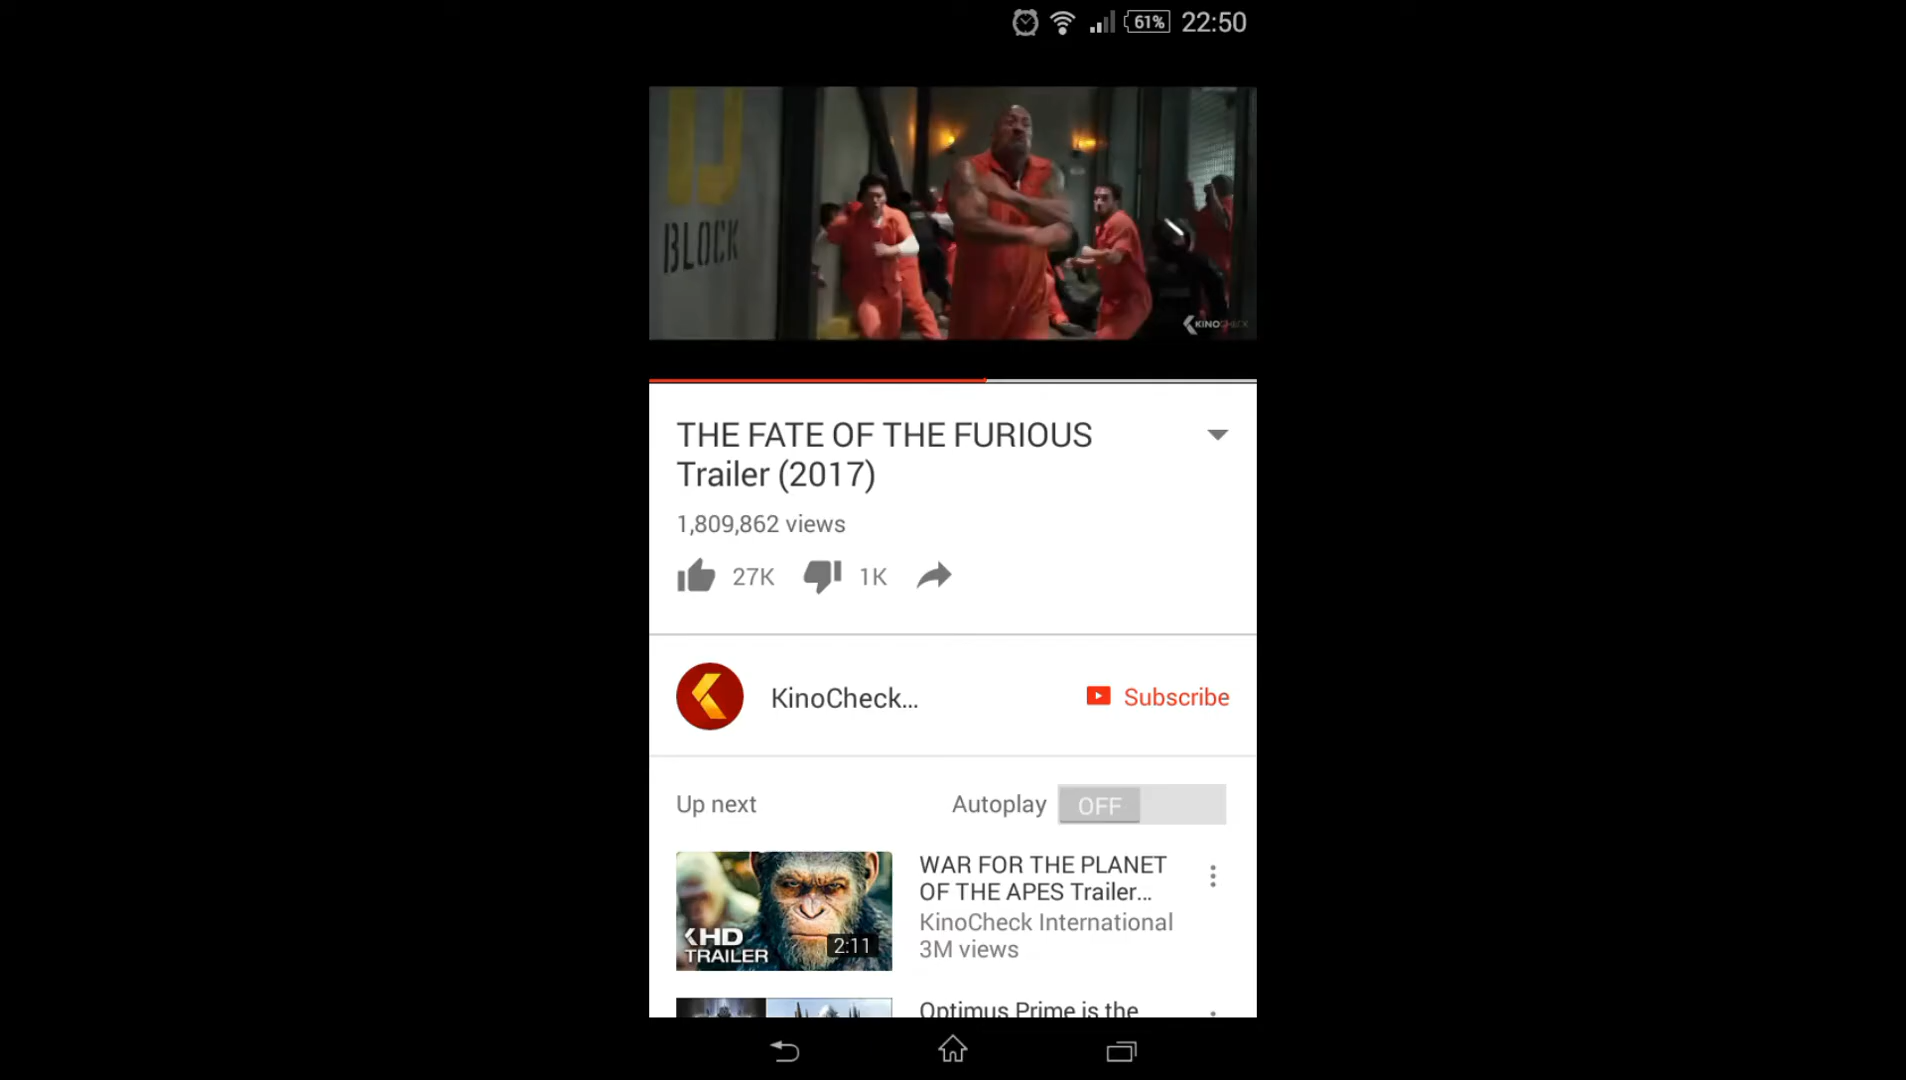 61% 22:50
BLOCK
KINOCHECK
THE FATE OF THE FURIOUS
Trailer (2017)
1,809,862 views
27K 1K
KinoCheck... Subscribe
Up next Autoplay OFF
WAR FOR THE PLANET
OF THE APES Trailer...
KinoCheck International
3M views
KHD
TRAILER
2:11
Optimus Prime is the